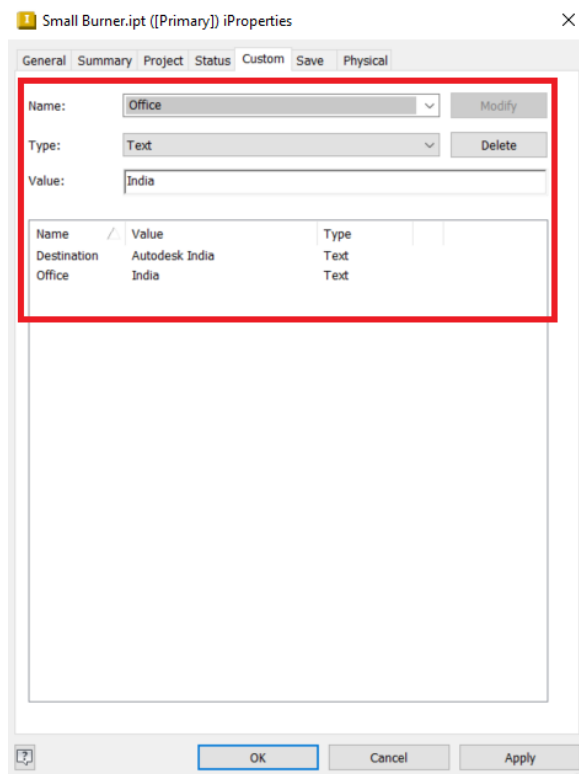 Small Burner.ipt ([Primary]) iProperties
General Summary Project Status Custom Save Physical
Name: Office Modify
Type: Text Delete
Value: India
Name Value Type
Destination Autodesk India Text
Office India Text
OK Cancel Apply